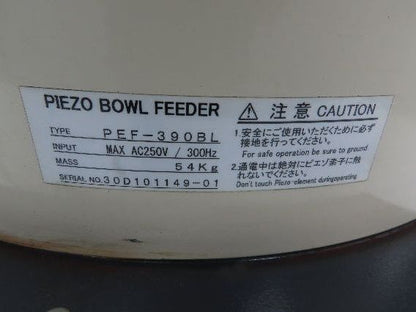 PIEZO BOWL FEEDER
TYPE PEF-390BL
INPUT MAX AC250V / 300Hz
MASS 54Kg
SERIAL NO. 30D101149-01
⚠ 注意 CAUTION
1.安全にご使用いただくために必ず
接地を行ってください。
For safe operation be sure to ground
2.通電中は絶対にピエゾ素子に触
れないでください。
Don't touch Piezo-element duringoperating